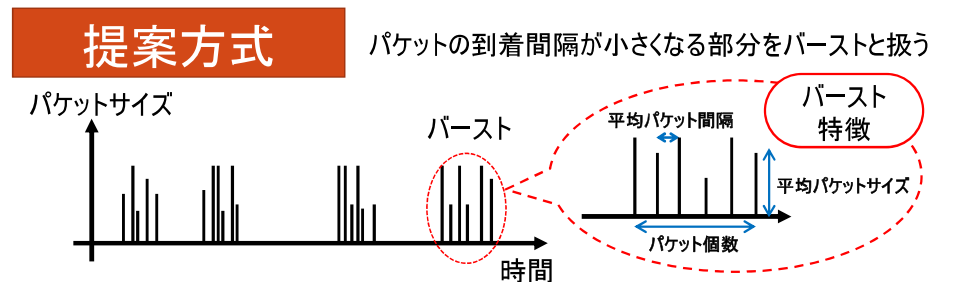 提案方式
パケットの到着間隔が小さくなる部分をバーストと扱う
パケットサイズ
バースト
時間
バースト
特徴
平均パケット間隔
平均パケットサイズ
パケット個数